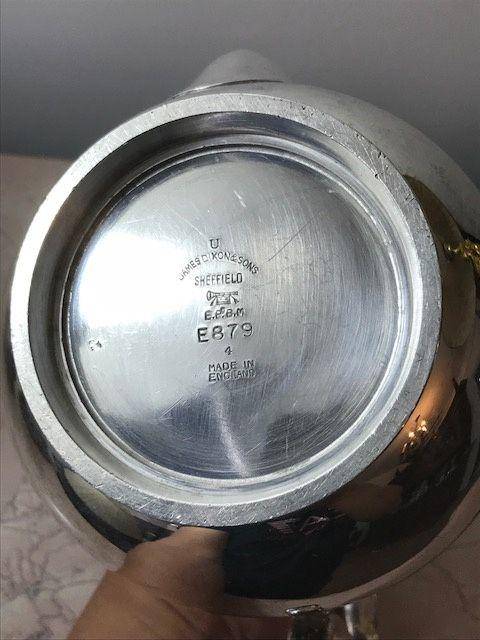 U
JAMES DIXON & SONS
SHEFFIELD
E.P.B.M
E879
4
MADE IN
ENGLAND